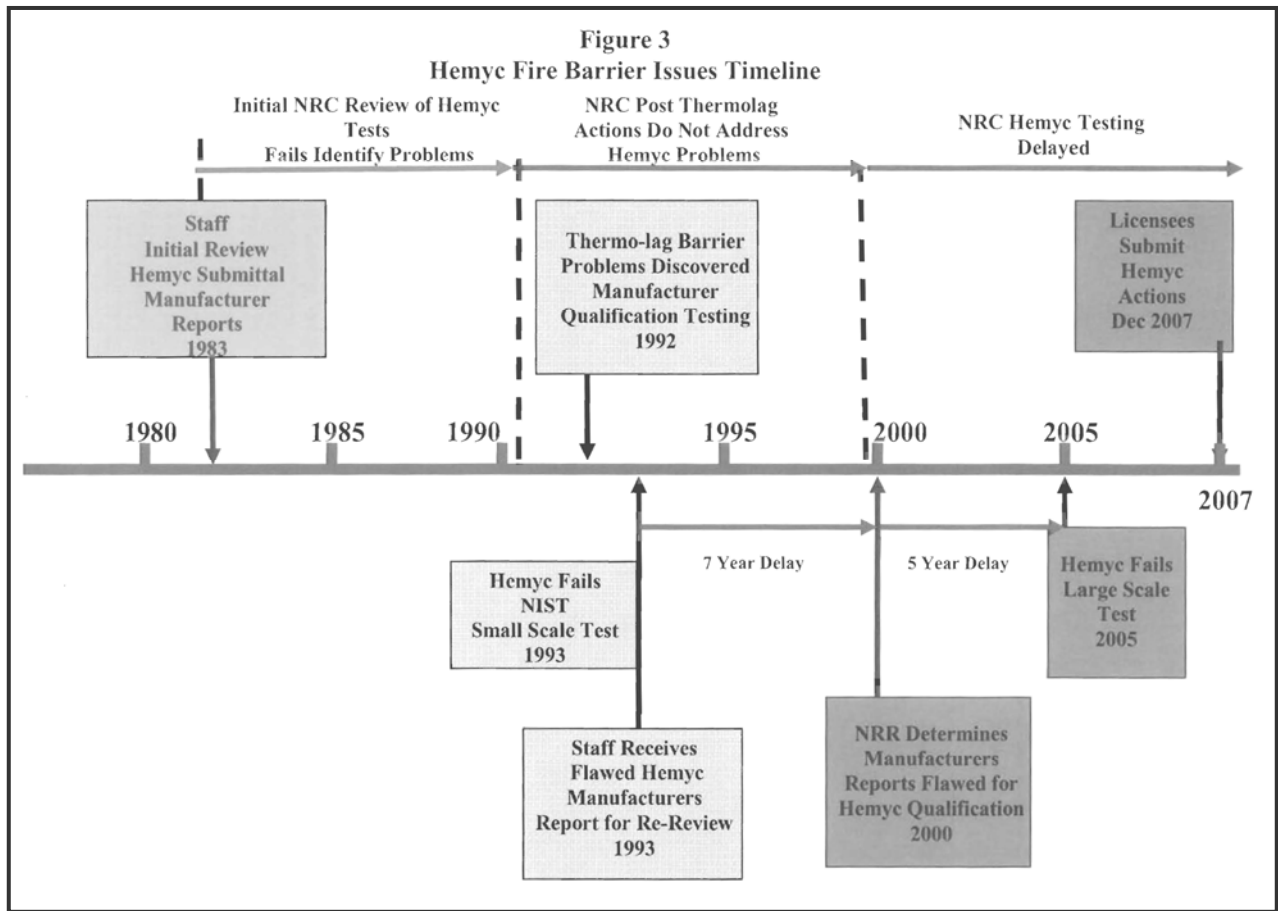 Figure 3
Hemyc Fire Barrier Issues Timeline
Initial NRC Review of Hemyc
Tests
Fails Identify Problems
NRC Post Thermolag
Actions Do Not Address
Hemyc Problems
NRC Hemyc Testing
Delayed
Staff
Initial Review
Hemyc Submittal
Manufacturer
Reports
1983
Thermo-lag Barrier
Problems Discovered
Manufacturer
Qualification Testing
1992
Licensees
Submit
Hemyc
Actions
Dec 2007
1980
1985
1990
1995
2000
2005
2007
7 Year Delay
5 Year Delay
Hemyc Fails
NIST
Small Scale Test
1993
Hemyc Fails
Large Scale
Test
2005
Staff Receives
Flawed Hemyc
Manufacturers
Report for Re-Review
1993
NRR Determines
Manufacturers
Reports Flawed for
Hemyc Qualification
2000